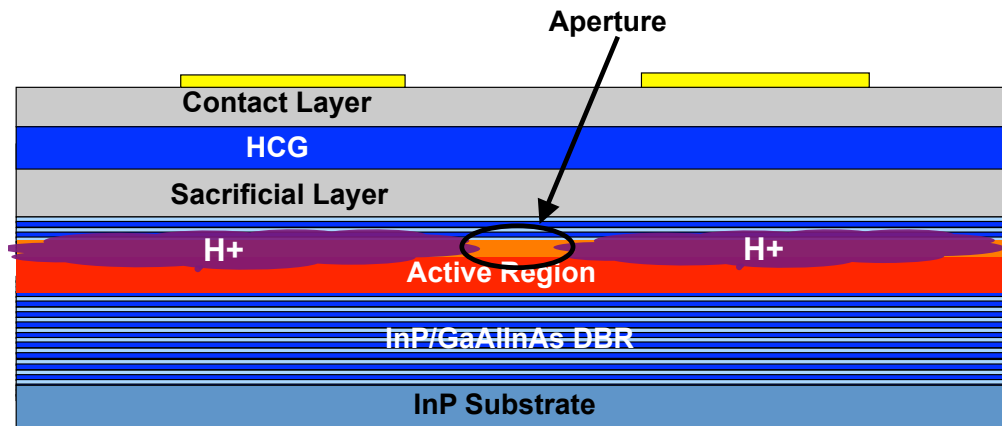 Aperture
Contact Layer
HCG
Sacrificial Layer
H+ H+
Active Region
InP/GaAlInAs DBR
InP Substrate